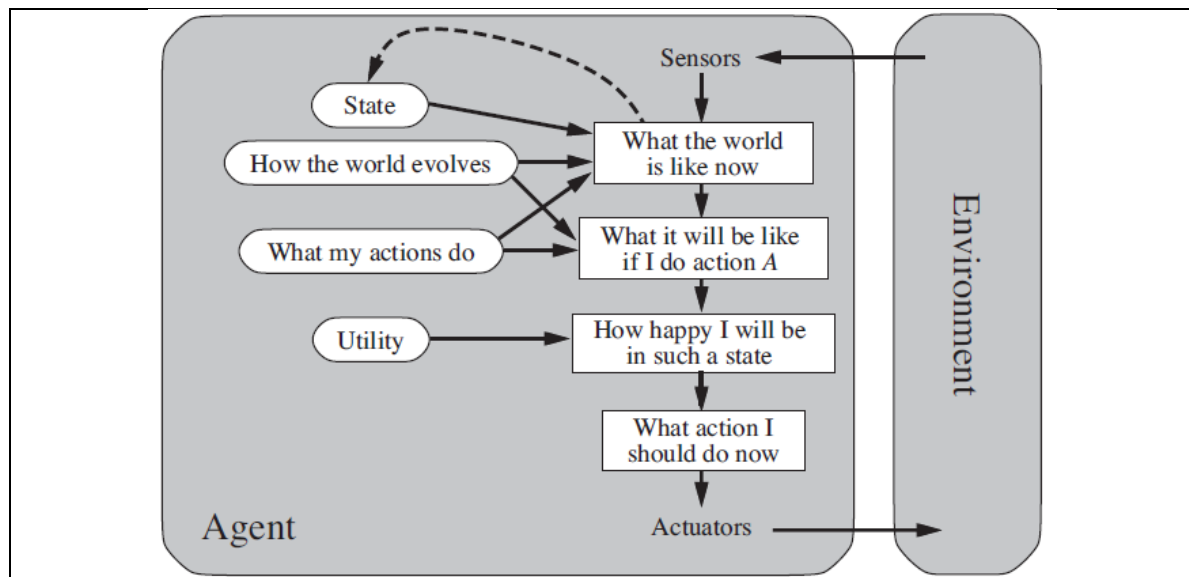 Sensors
State
What the world
is like now
How the world evolves
What my actions do
What it will be like
if I do action A
Utility
How happy I will be
in such a state
What action I
should do now
Agent
Actuators
Environment